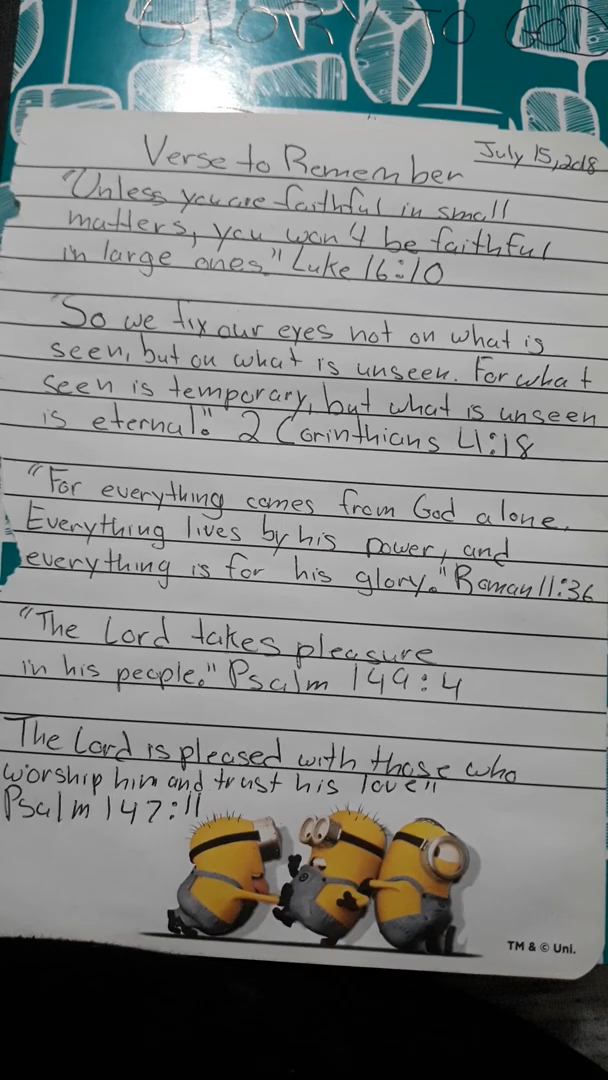 GLORY TO GOD
July 15, 2018
Verse to Remember
"Unless you are faithful in small
matters, you won't be faithful
in large ones." Luke 16:10
"So we fix our eyes not on what is
seen, but on what is unseen. For what
seen is temporary, but what is unseen
is eternal." 2 Corinthians 4:18
"For everything comes from God alone.
Everything lives by his power, and
everything is for his glory." Roman 11:36
"The Lord takes pleasure
in his people." Psalm 149:4
The Lord is pleased with those who
worship him and trust his love"
Psalm 147:11
TM & © Uni.